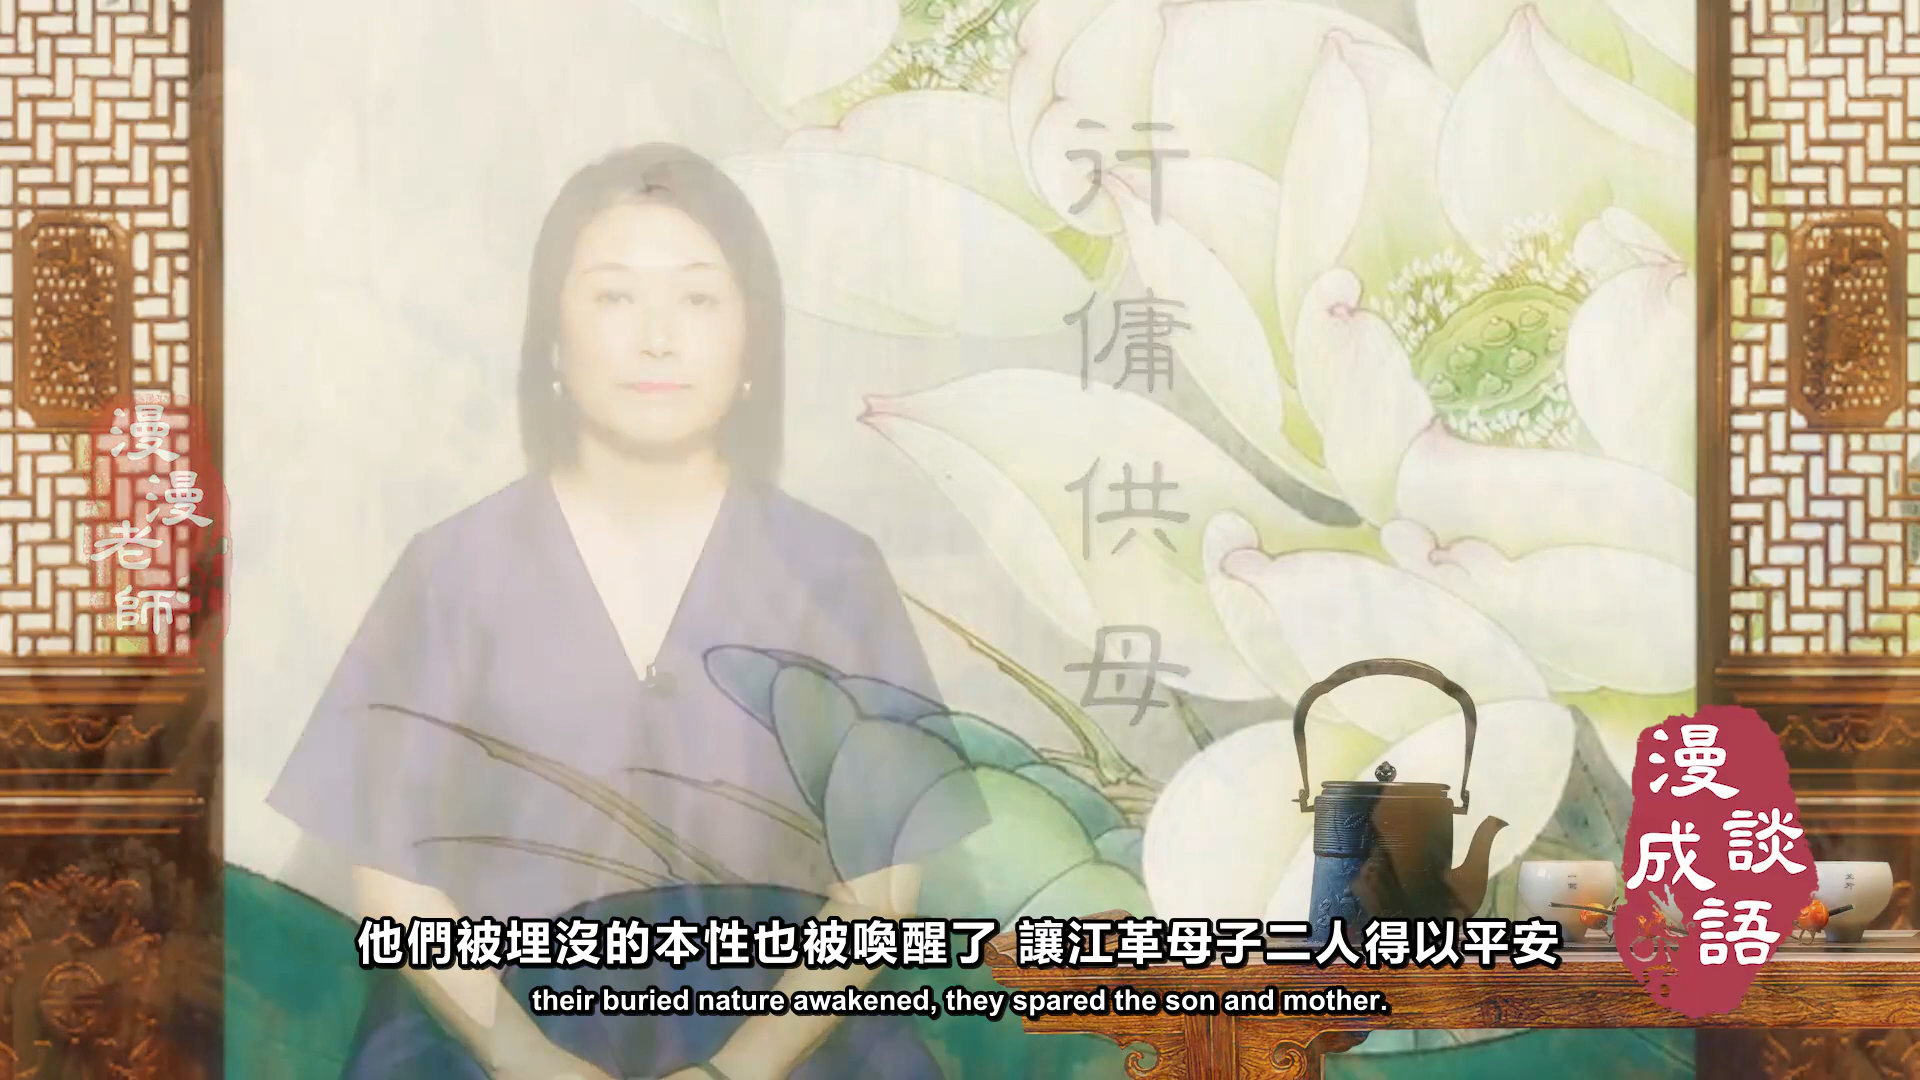 行傭供母
漫漫老師
漫談成語
他們被埋沒的本性也被喚醒了 讓江革母子二人得以平安
their buried nature awakened, they spared the son and mother.